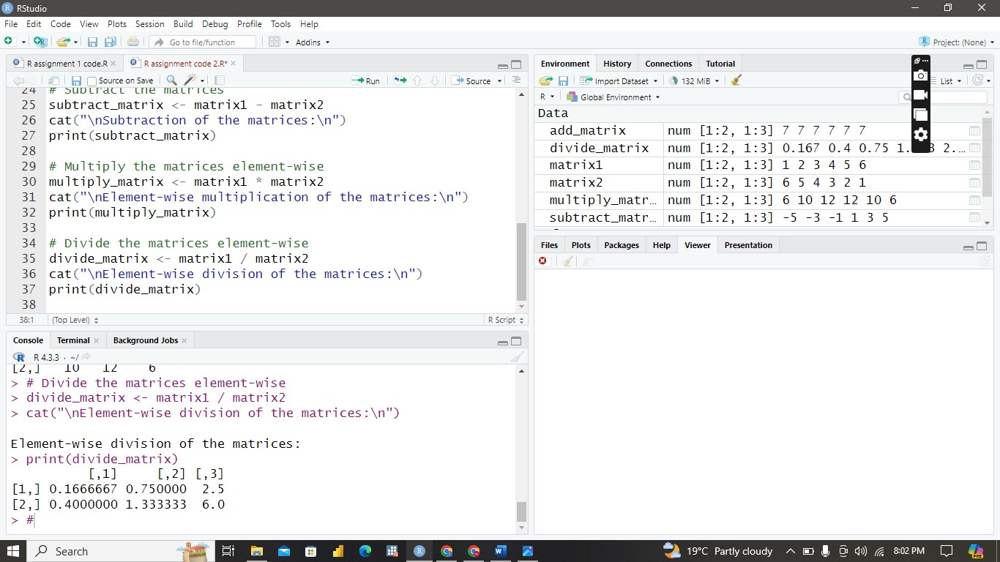 RStudio
File Edit Code View Plots Session Build Debug Profile Tools Help
Go to file/function Addins Project: (None)
R assignment 1 code.R R assignment code 2.R*
Source on Save Run Source
24 # Subtract the matrices
25 subtract_matrix <- matrix1 - matrix2
26 cat("\nSubtraction of the matrices:\n")
27 print(subtract_matrix)
28
29 # Multiply the matrices element-wise
30 multiply_matrix <- matrix1 * matrix2
31 cat("\nElement-wise multiplication of the matrices:\n")
32 print(multiply_matrix)
33
34 # Divide the matrices element-wise
35 divide_matrix <- matrix1 / matrix2
36 cat("\nElement-wise division of the matrices:\n")
37 print(divide_matrix)
38
38:1 (Top Level) R Script
Console Terminal Background Jobs
R 4.3.3 · ~/
[2,] 10 12 6
> # Divide the matrices element-wise
> divide_matrix <- matrix1 / matrix2
> cat("\nElement-wise division of the matrices:\n")
Element-wise division of the matrices:
> print(divide_matrix)
[,1] [,2] [,3]
[1,] 0.1666667 0.750000 2.5
[2,] 0.4000000 1.333333 6.0
> #
Environment History Connections Tutorial
Import Dataset 132 MiB List
R Global Environment
Data
add_matrix num [1:2, 1:3] 7 7 7 7 7 7
divide_matrix num [1:2, 1:3] 0.167 0.4 0.75 1. 3 2.…
matrix1 num [1:2, 1:3] 1 2 3 4 5 6
matrix2 num [1:2, 1:3] 6 5 4 3 2 1
multiply_matr… num [1:2, 1:3] 6 10 12 12 10 6
subtract_matr… num [1:2, 1:3] -5 -3 -1 1 3 5
Files Plots Packages Help Viewer Presentation
Search 19°C Partly cloudy 8:02 PM
PRE